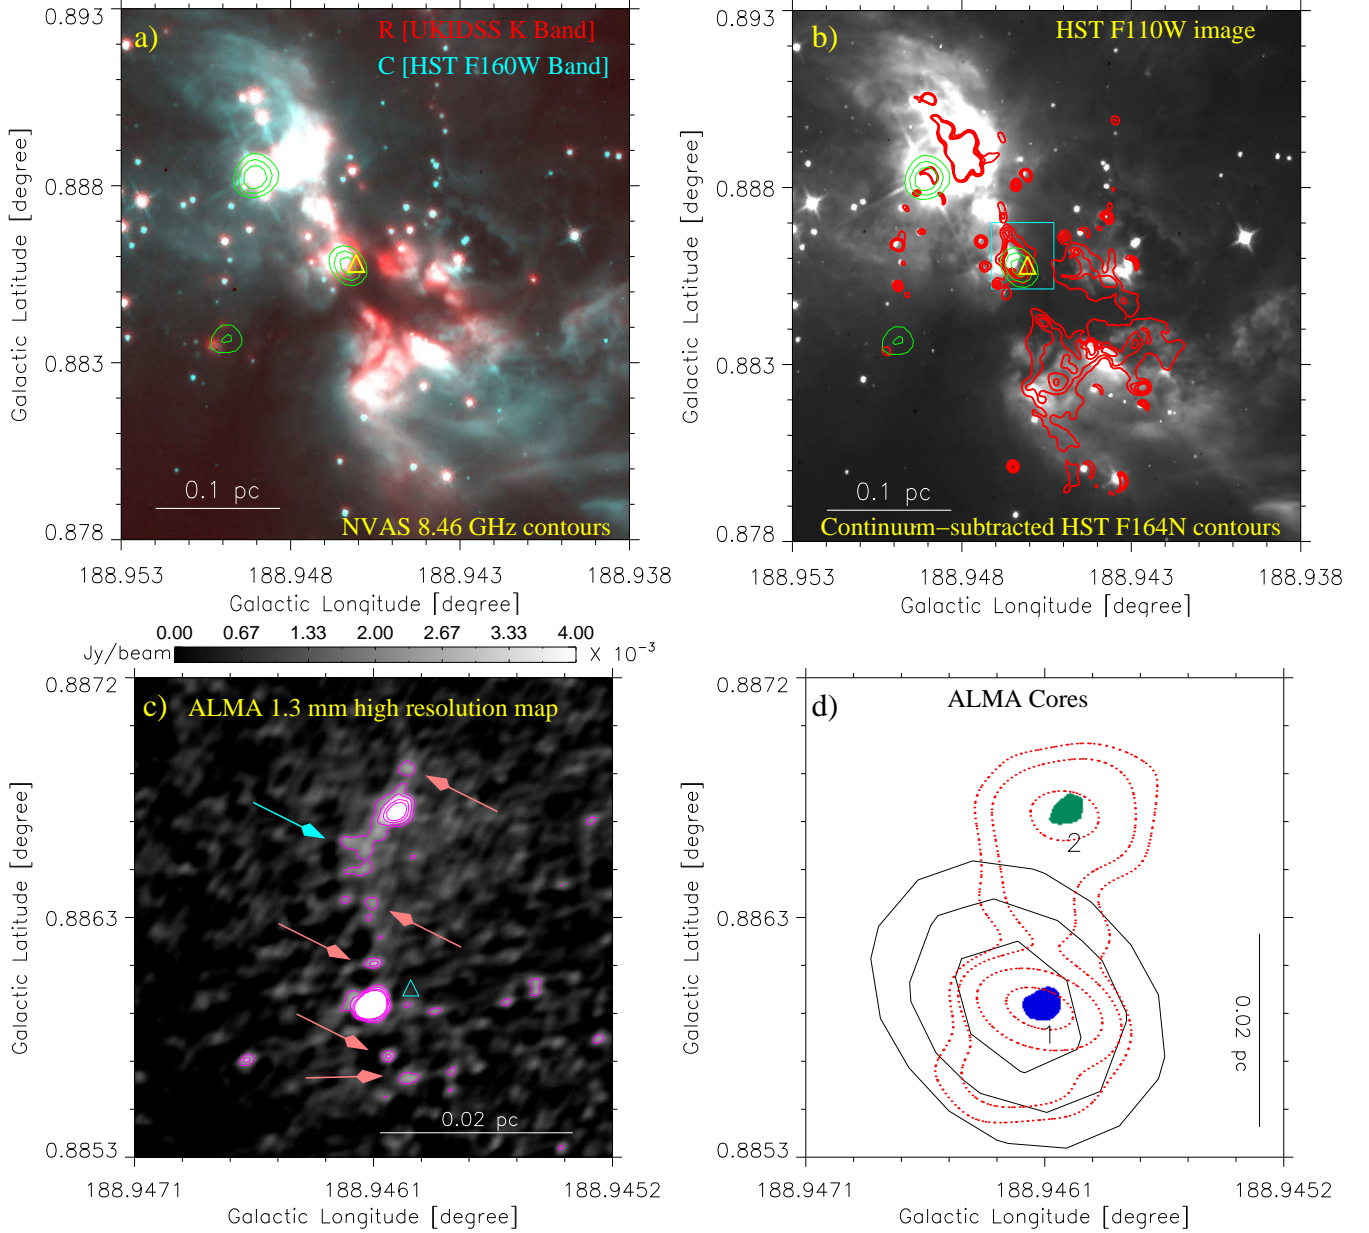 a)
R [UKIDSS K Band]
C [HST F160W Band]
0.893
0.888
0.883
0.878
Galactic Latitude [degree]
0.1 pc
NVAS 8.46 GHz contours
188.953 188.948 188.943 188.938
Galactic Longitude [degree]
b)
HST F110W image
0.893
0.888
0.883
0.878
Galactic Latitude [degree]
0.1 pc
Continuum−subtracted HST F164N contours
188.953 188.948 188.943 188.938
Galactic Longitude [degree]
0.00 0.67 1.33 2.00 2.67 3.33 4.00
Jy/beam X 10⁻³
c) ALMA 1.3 mm high resolution map
0.8872
0.8863
0.8853
Galactic Latitude [degree]
0.02 pc
188.9471 188.9461 188.9452
Galactic Longitude [degree]
d) ALMA Cores
0.8872
0.8863
0.8853
Galactic Latitude [degree]
2
1
0.02 pc
188.9471 188.9461 188.9452
Galactic Longitude [degree]